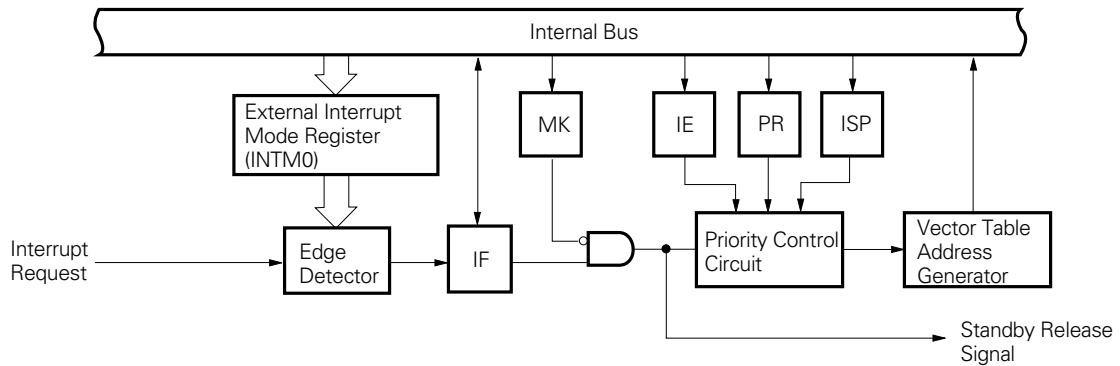 Internal Bus
External Interrupt
Mode Register
(INTM0)
MK
IE
PR
ISP
Interrupt
Request
Edge
Detector
IF
Priority Control
Circuit
Vector Table
Address
Generator
Standby Release
Signal